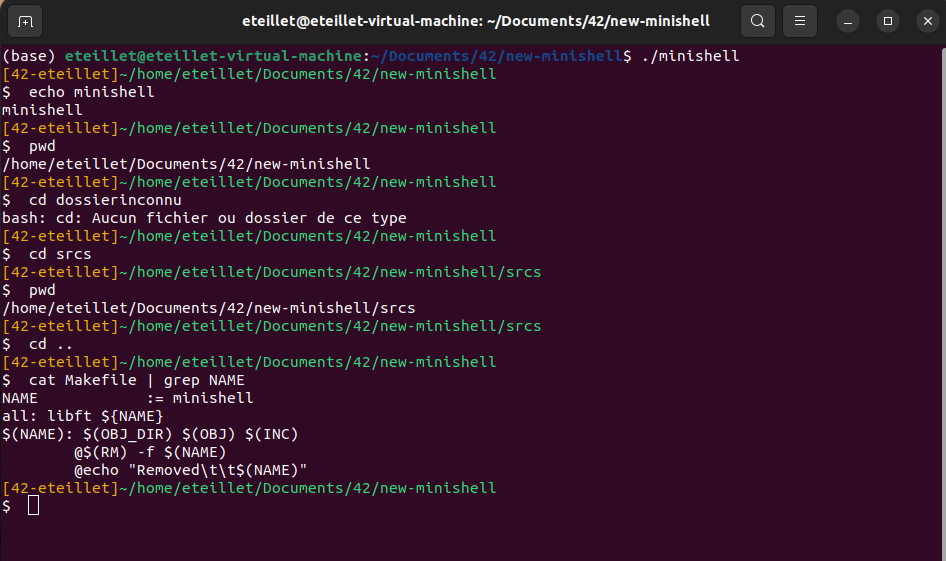 eteillet@eteillet-virtual-machine: ~/Documents/42/new-minishell
(base) eteillet@eteillet-virtual-machine:~/Documents/42/new-minishell$ ./minishell
[42-eteillet]~/home/eteillet/Documents/42/new-minishell
$  echo minishell
minishell
[42-eteillet]~/home/eteillet/Documents/42/new-minishell
$  pwd
/home/eteillet/Documents/42/new-minishell
[42-eteillet]~/home/eteillet/Documents/42/new-minishell
$  cd dossierinconnu
bash: cd: Aucun fichier ou dossier de ce type
[42-eteillet]~/home/eteillet/Documents/42/new-minishell
$  cd srcs
[42-eteillet]~/home/eteillet/Documents/42/new-minishell/srcs
$  pwd
/home/eteillet/Documents/42/new-minishell/srcs
[42-eteillet]~/home/eteillet/Documents/42/new-minishell/srcs
$  cd ..
[42-eteillet]~/home/eteillet/Documents/42/new-minishell
$  cat Makefile | grep NAME
NAME            := minishell
all: libft ${NAME}
$(NAME): $(OBJ_DIR) $(OBJ) $(INC)
        @$(RM) -f $(NAME)
        @echo "Removed\t\t$(NAME)"
[42-eteillet]~/home/eteillet/Documents/42/new-minishell
$